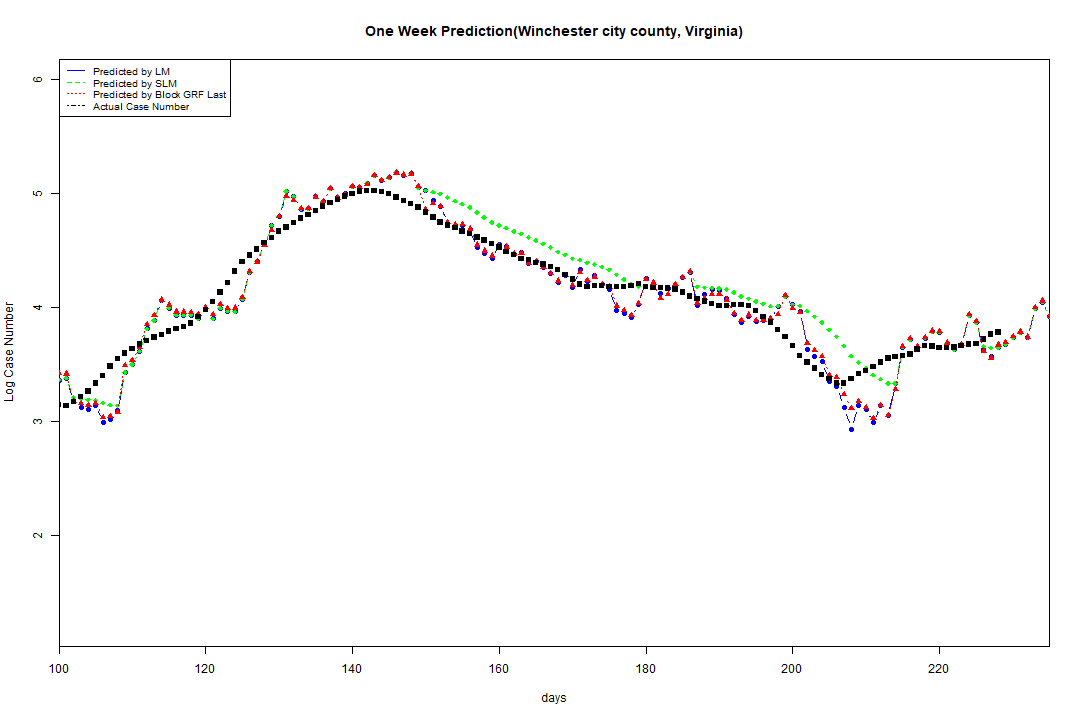 One Week Prediction(Winchester city county, Virginia)
Predicted by LM
Predicted by SLM
Predicted by Block GRF Last
Actual Case Number
6
5
4
3
2
Log Case Number
100 120 140 160 180 200 220
days